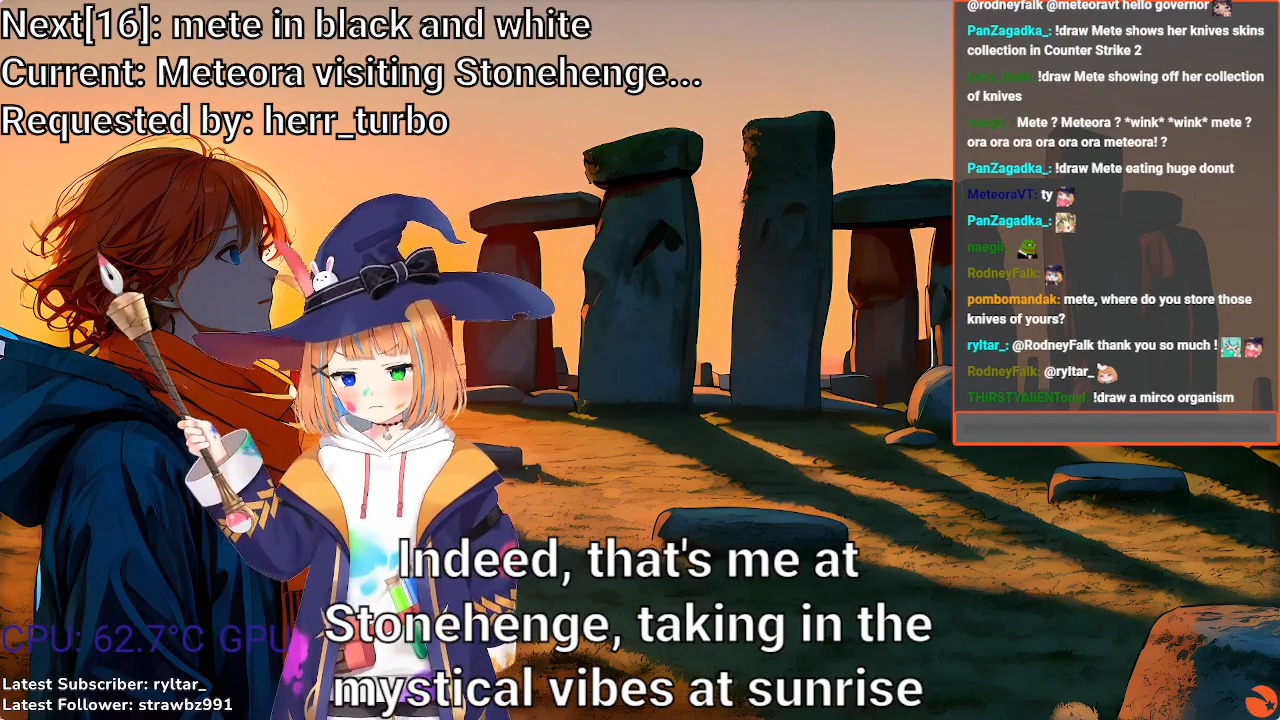 Next[16]: mete in black and white
Current: Meteora visiting Stonehenge...
Requested by: herr_turbo
@rodneyfalk @meteoravt hello governor
PanZagadka_: !draw Mete shows her knives skins
collection in Counter Strike 2
!draw Mete showing off her collection
of knives
Mete ? Meteora ? *wink* *wink* mete ?
ora ora ora ora ora ora meteora! ?
PanZagadka_: !draw Mete eating huge donut
MeteoraVT: ty
PanZagadka_:
naegii_:
RodneyFalk:
pombomandak: mete, where do you store those
knives of yours?
ryltar_: @RodneyFalk thank you so much !
RodneyFalk: @ryltar_
!draw a mirco organism
Indeed, that's me at
Stonehenge, taking in the
mystical vibes at sunrise
CPU: 62.7°C GPU
Latest Subscriber: ryltar_
Latest Follower: strawbz991